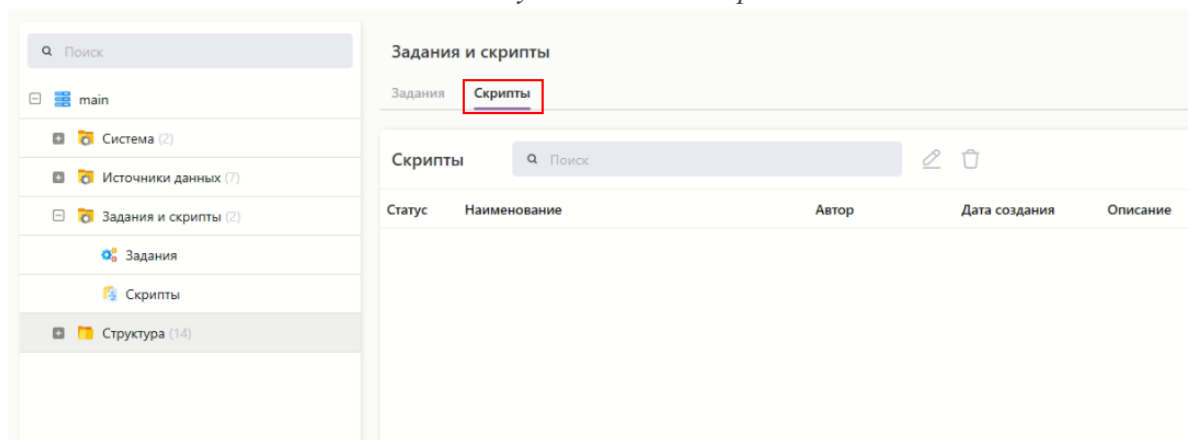 Поиск
main
Система (2)
Источники данных (7)
Задания и скрипты (2)
Задания
Скрипты
Структура (14)
Задания и скрипты
Задания Скрипты
Скрипты Поиск
Статус Наименование Автор Дата создания Описание